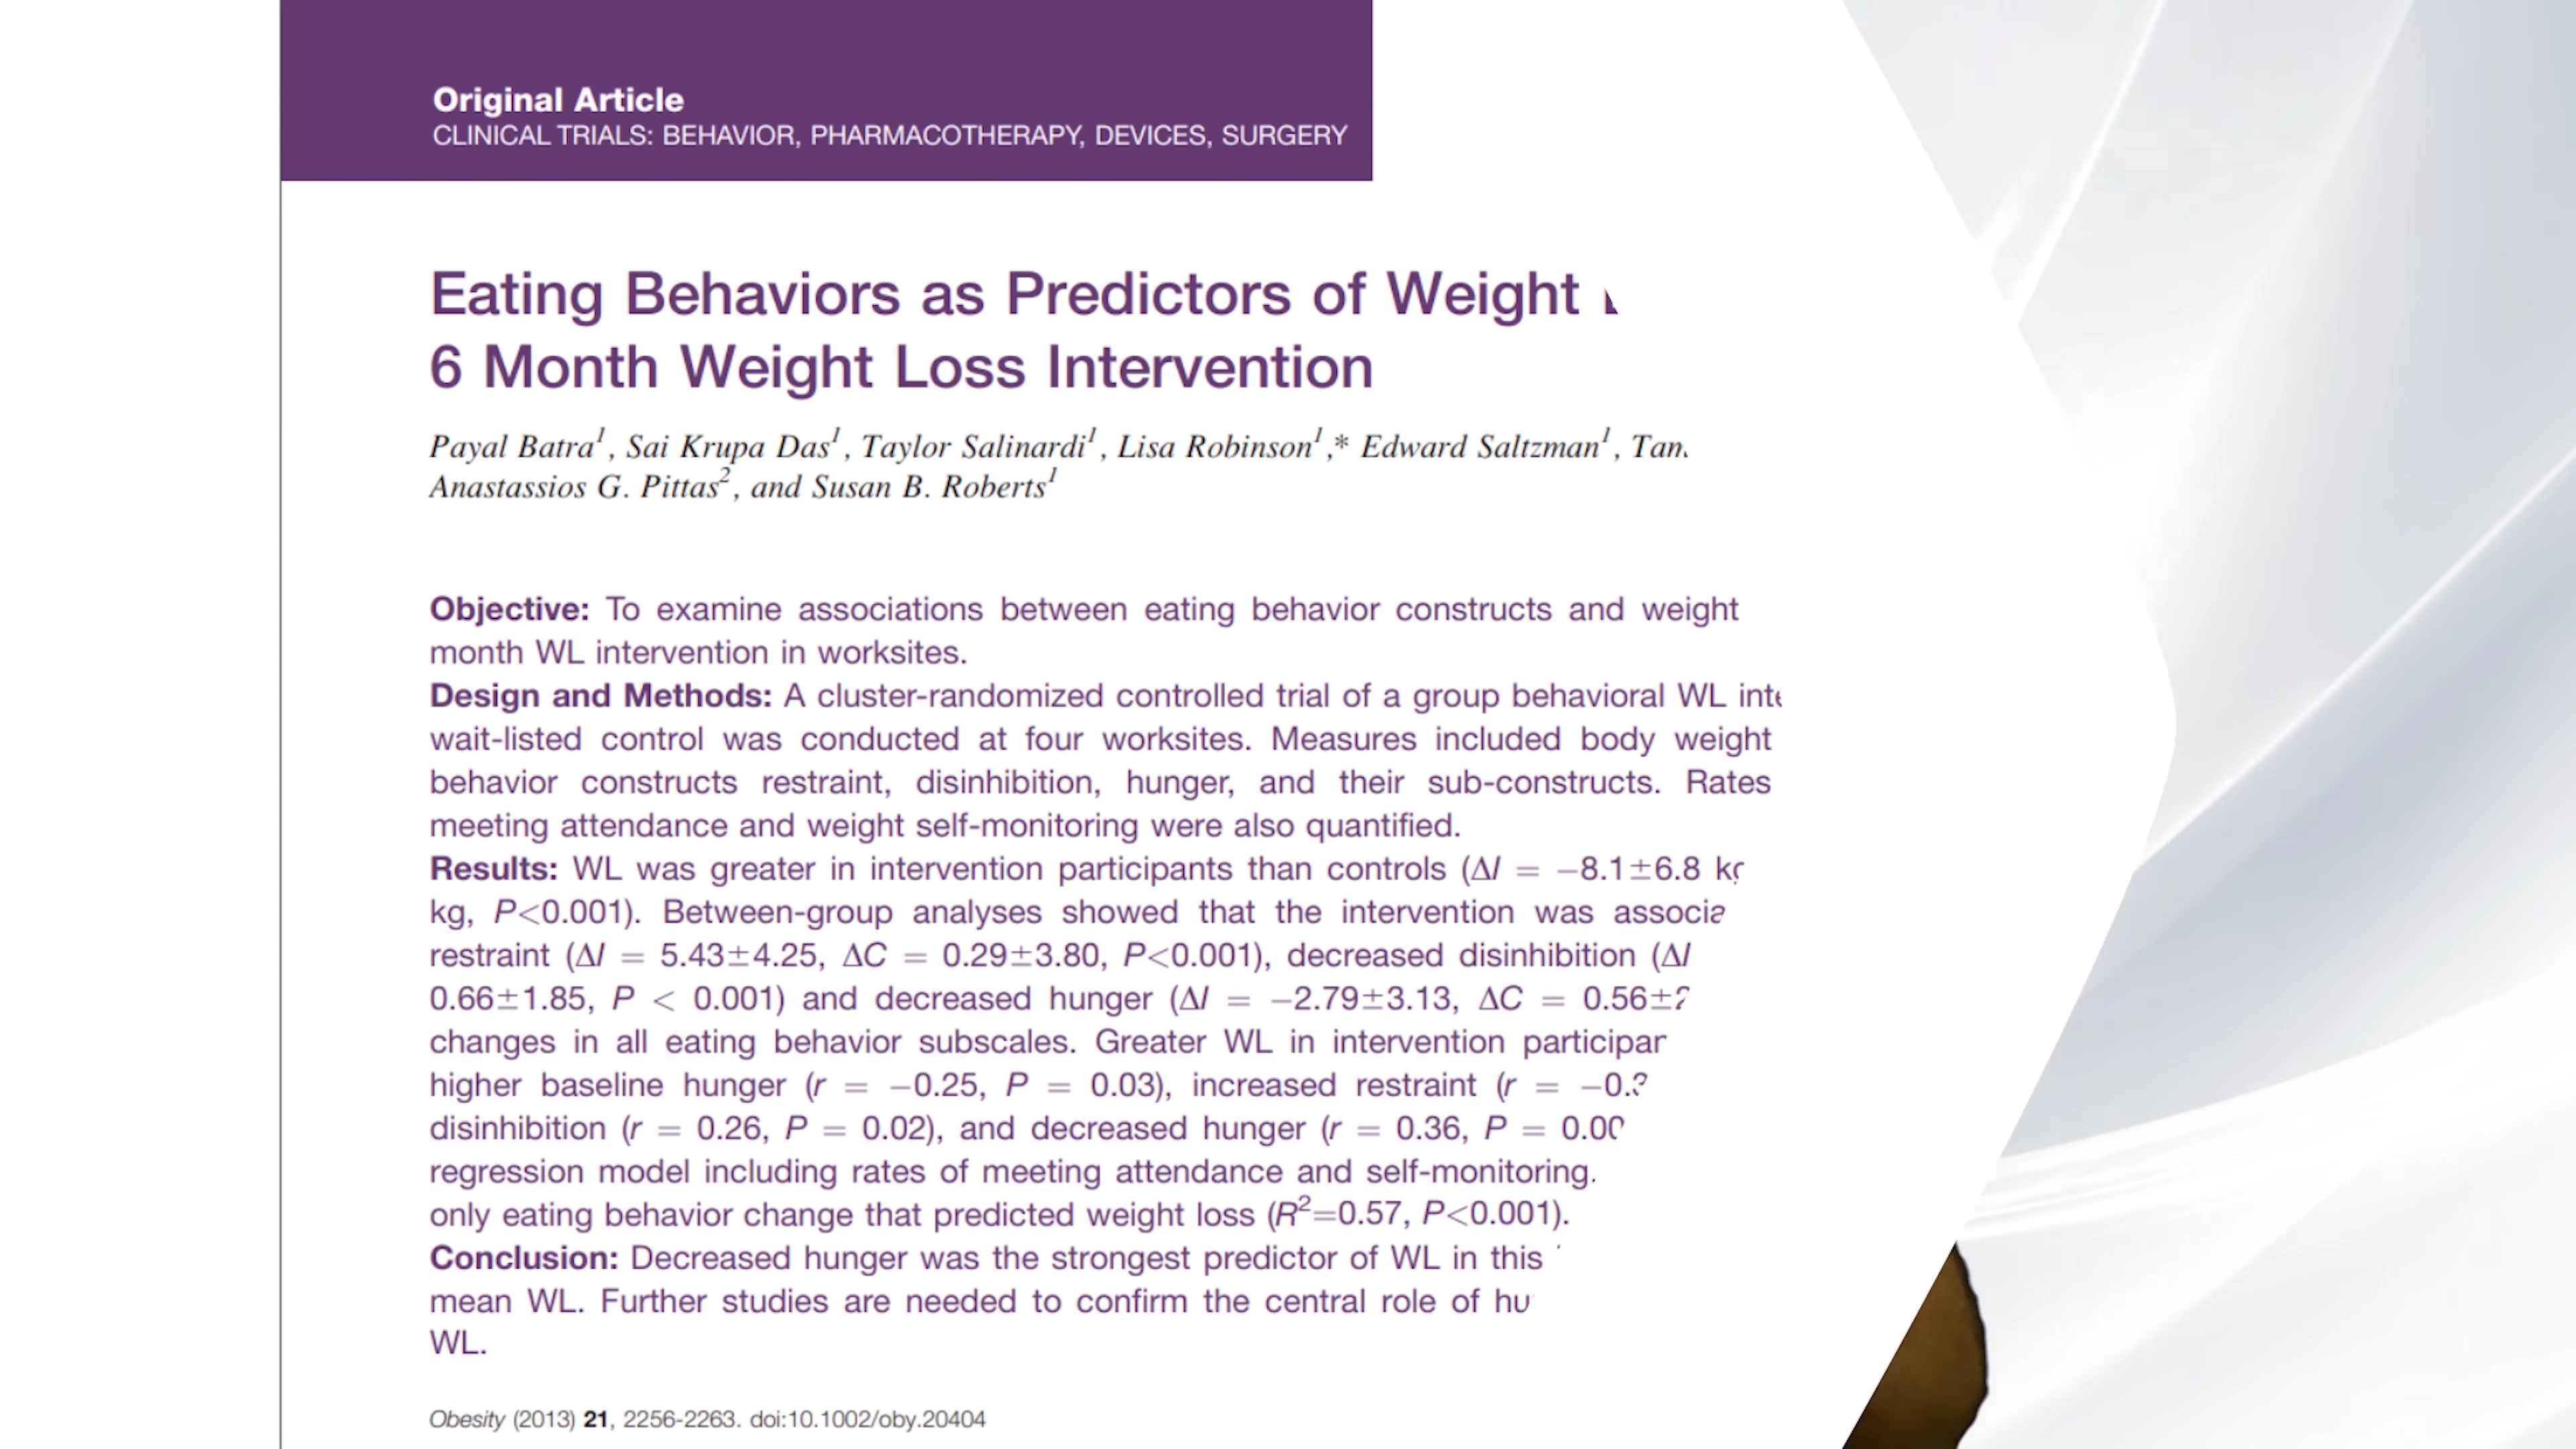 Original Article
CLINICAL TRIALS: BEHAVIOR, PHARMACOTHERAPY, DEVICES, SURGERY
Eating Behaviors as Predictors of Weight
6 Month Weight Loss Intervention
Payal Batra1, Sai Krupa Das1, Taylor Salinardi1, Lisa Robinson1,* Edward Saltzman1,
Anastassios G. Pittas2, and Susan B. Roberts1
Objective: To examine associations between eating behavior constructs and weight
month WL intervention in worksites.
Design and Methods: A cluster-randomized controlled trial of a group behavioral WL
wait-listed control was conducted at four worksites. Measures included body weight
behavior constructs restraint, disinhibition, hunger, and their sub-constructs. Rates
meeting attendance and weight self-monitoring were also quantified.
Results: WL was greater in intervention participants than controls (ΔI = −8.1±6.8
kg, P<0.001). Between-group analyses showed that the intervention was
restraint (ΔI = 5.43±4.25, ΔC = 0.29±3.80, P<0.001), decreased disinhibition (ΔI
0.66±1.85, P < 0.001) and decreased hunger (ΔI = −2.79±3.13, ΔC =
changes in all eating behavior subscales. Greater WL in intervention
higher baseline hunger (r = −0.25, P = 0.03), increased restraint (r =
disinhibition (r = 0.26, P = 0.02), and decreased hunger (r = 0.36, P =
regression model including rates of meeting attendance and self-monitoring.
only eating behavior change that predicted weight loss (R²=0.57, P<0.001).
Conclusion: Decreased hunger was the strongest predictor of WL in this
mean WL. Further studies are needed to confirm the central role of
WL.
Obesity (2013) 21, 2256-2263. doi:10.1002/oby.20404